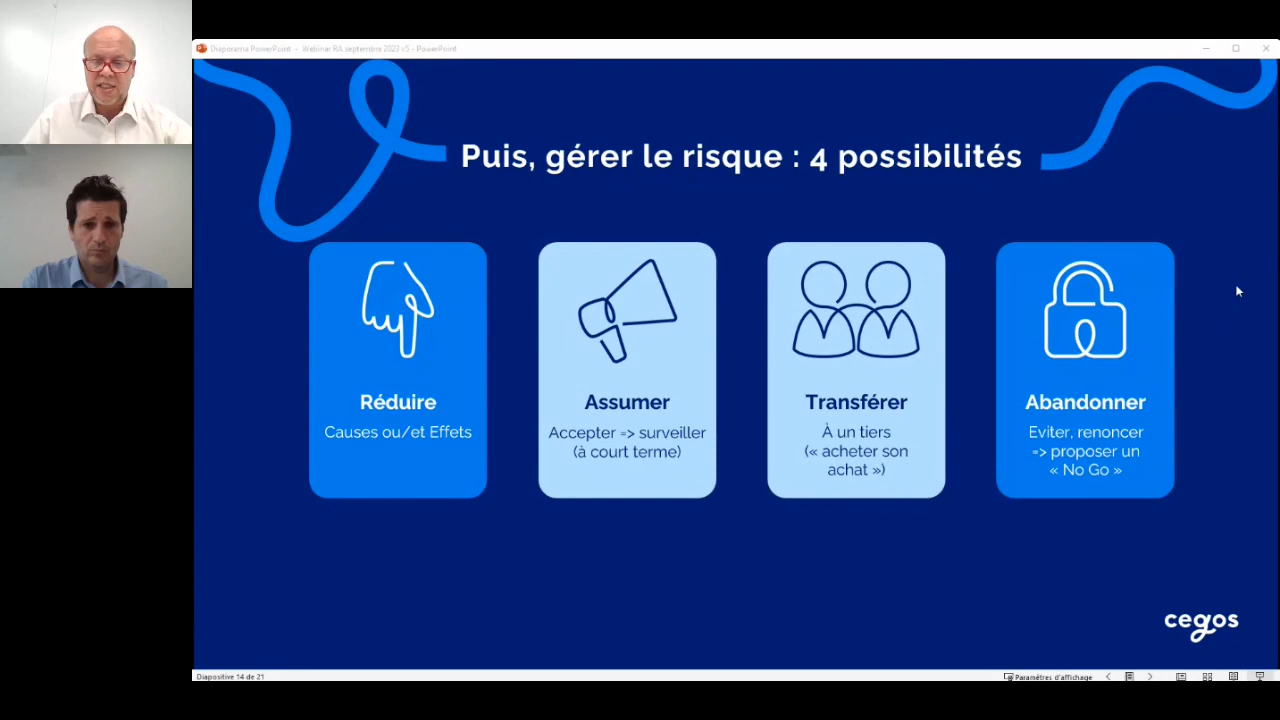 Diaporama PowerPoint - Webinar RA septembre 2023 v5 - PowerPoint
Puis, gérer le risque : 4 possibilités
Réduire
Causes ou/et Effets
Assumer
Accepter => surveiller
(à court terme)
Transférer
À un tiers
(« acheter son
achat »)
Abandonner
Eviter, renoncer
=> proposer un
« No Go »
cegos
Diapositive 14 de 21
Paramètres d'affichage